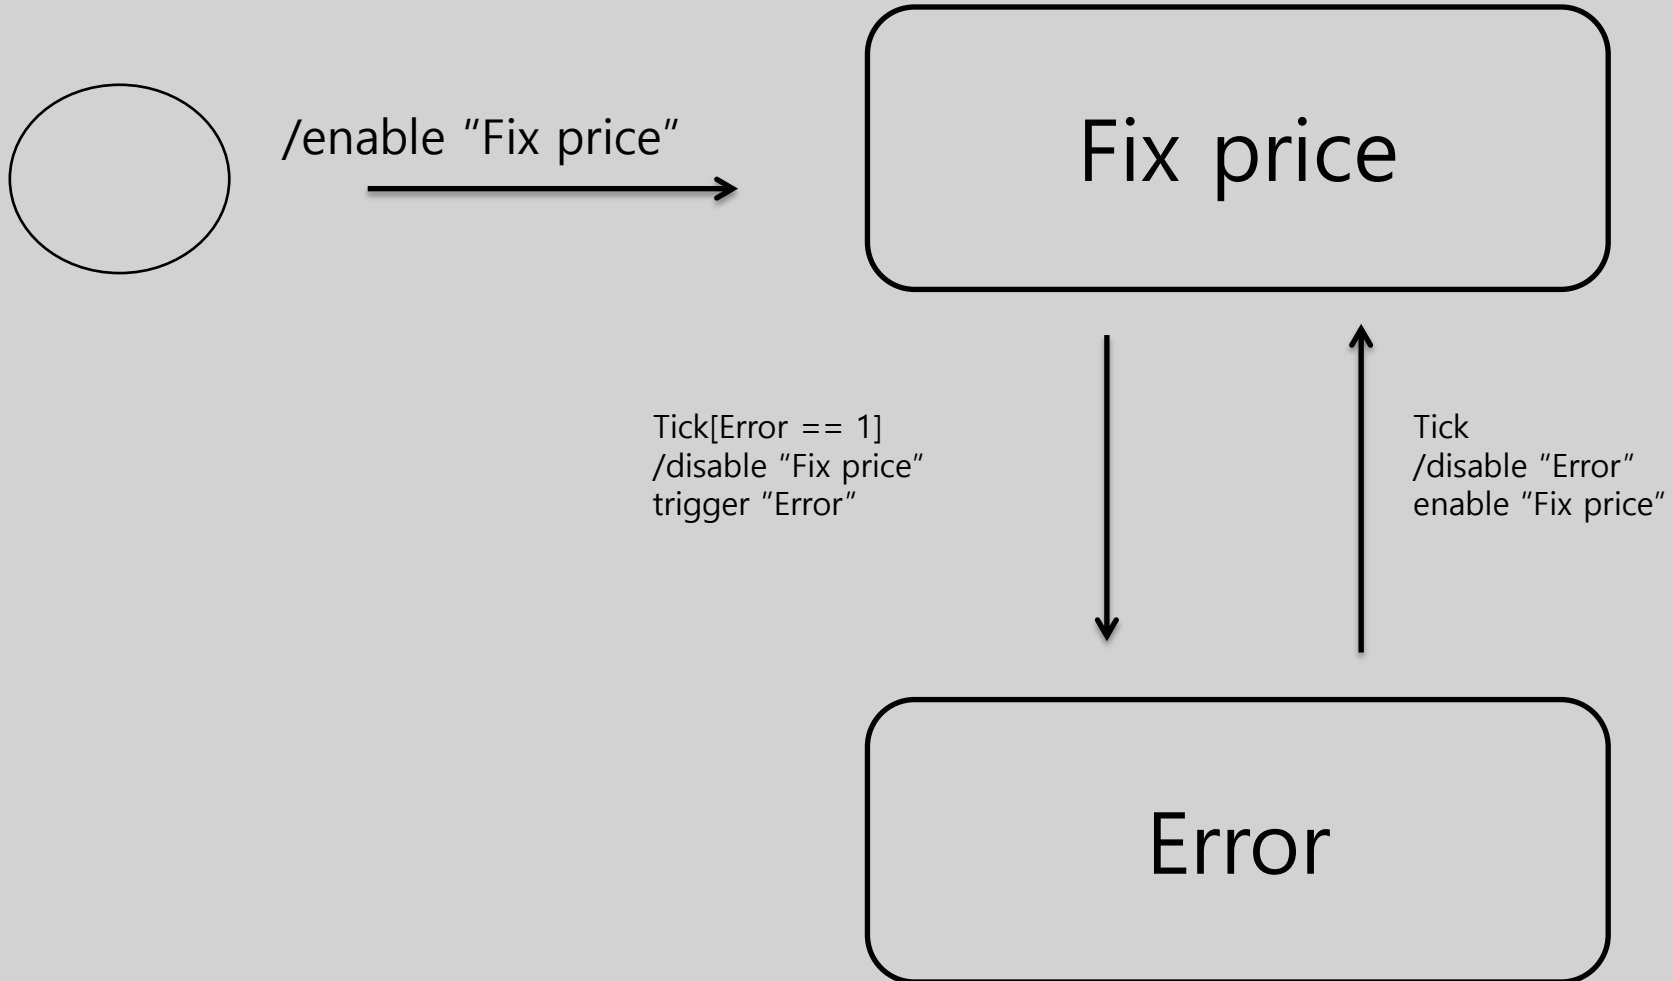 /enable “Fix price”
Fix price
Tick[Error == 1]
/disable “Fix price”
trigger “Error”
Tick
/disable “Error”
enable “Fix price”
Error